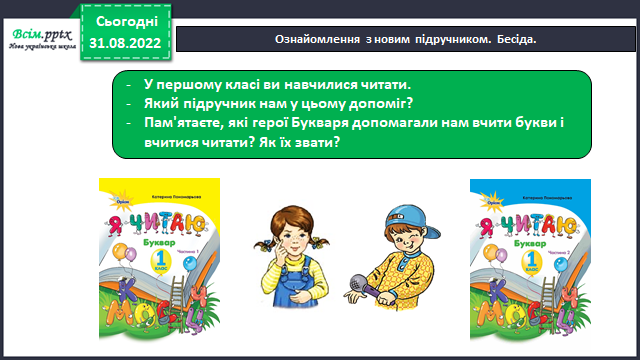 Всім.pptx
Нова українська школа
Сьогодні
31.08.2022
Ознайомлення з новим підручником. Бесіда.
- У першому класі ви навчилися читати.
- Який підручник нам у цьому допоміг?
- Пам'ятаєте, які герої Букваря допомагали нам вчити букви і
вчитися читати? Як їх звати?
Оріон
Катерина Пономарьова
Я ЧИТАЮ
Буквар
Частина 1
1
КЛАС
Оріон
Катерина Пономарьова
Я ЧИТАЮ
Буквар
Частина 2
1
КЛАС